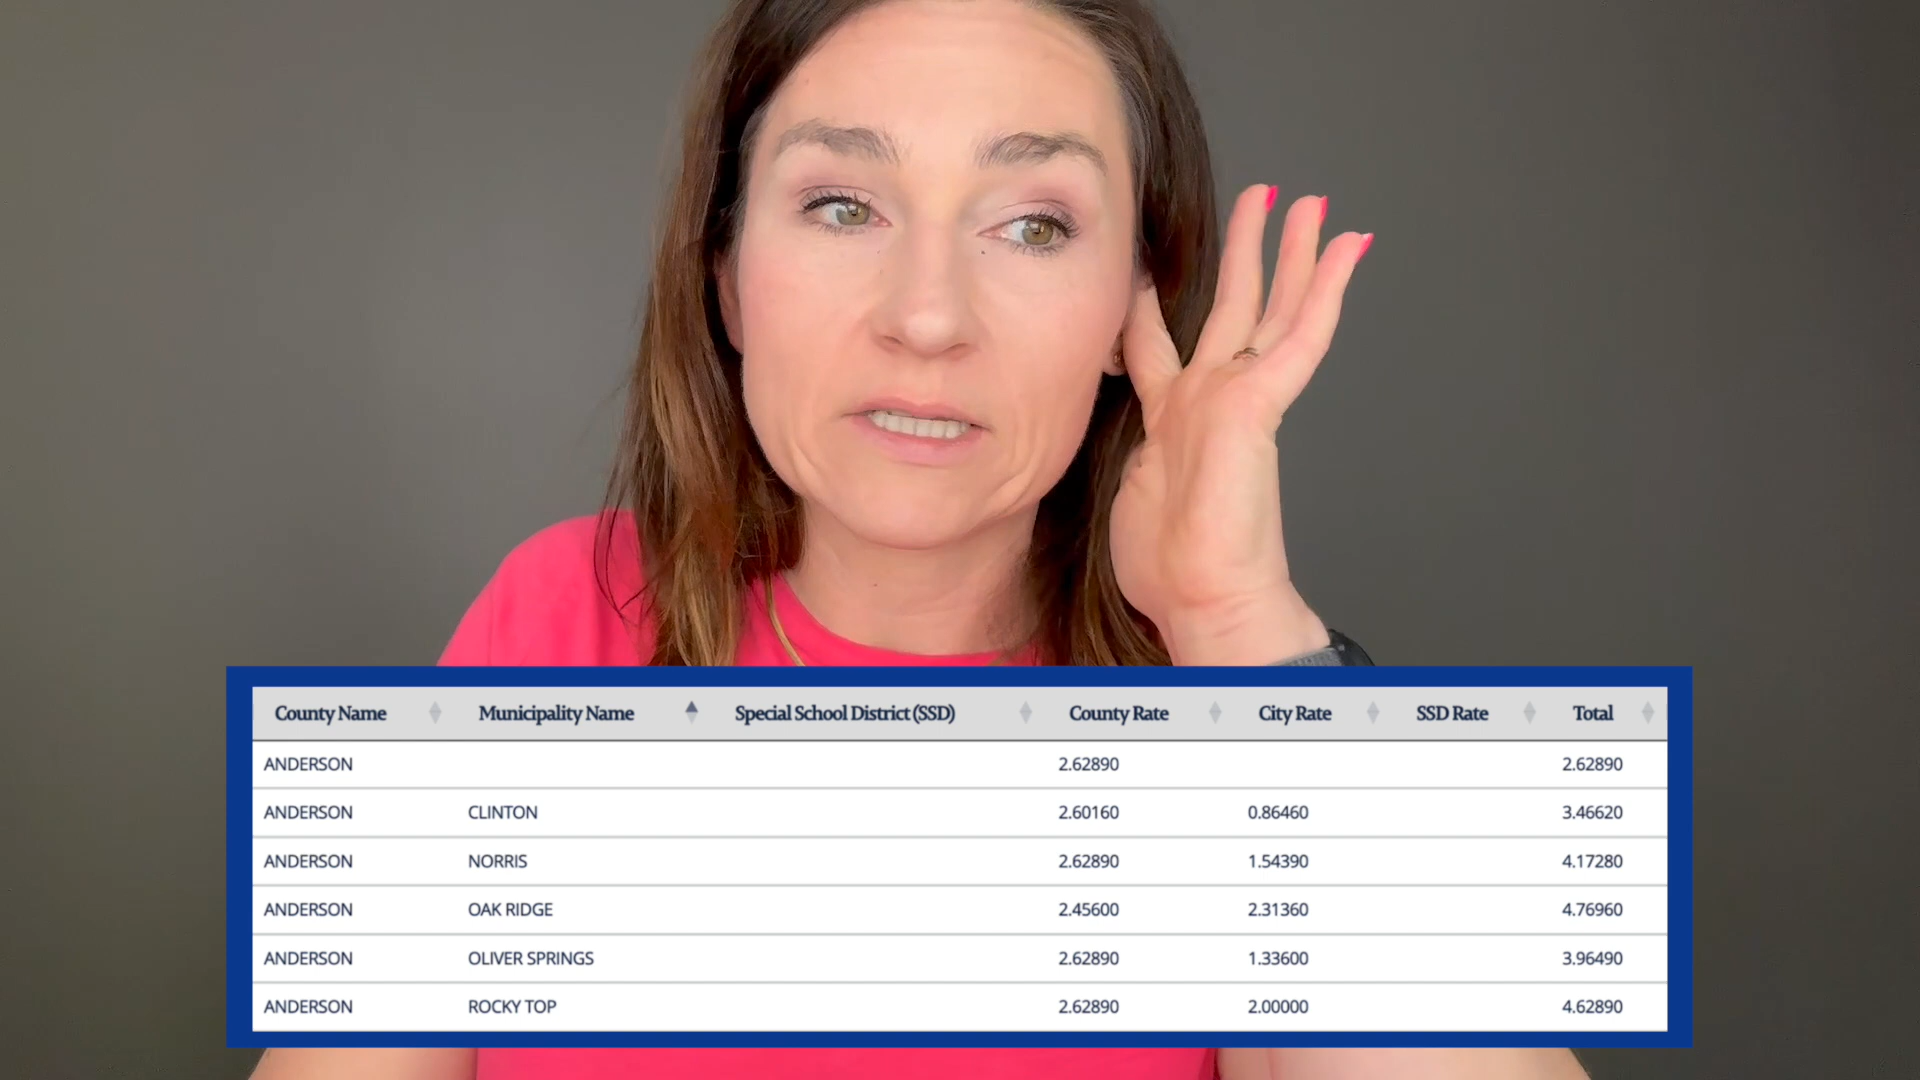 County Name Municipality Name Special School District (SSD) County Rate City Rate SSD Rate Total
ANDERSON 2.62890 2.62890
ANDERSON CLINTON 2.60160 0.86460 3.46620
ANDERSON NORRIS 2.62890 1.54390 4.17280
ANDERSON OAK RIDGE 2.45600 2.31360 4.76960
ANDERSON OLIVER SPRINGS 2.62890 1.33600 3.96490
ANDERSON ROCKY TOP 2.62890 2.00000 4.62890